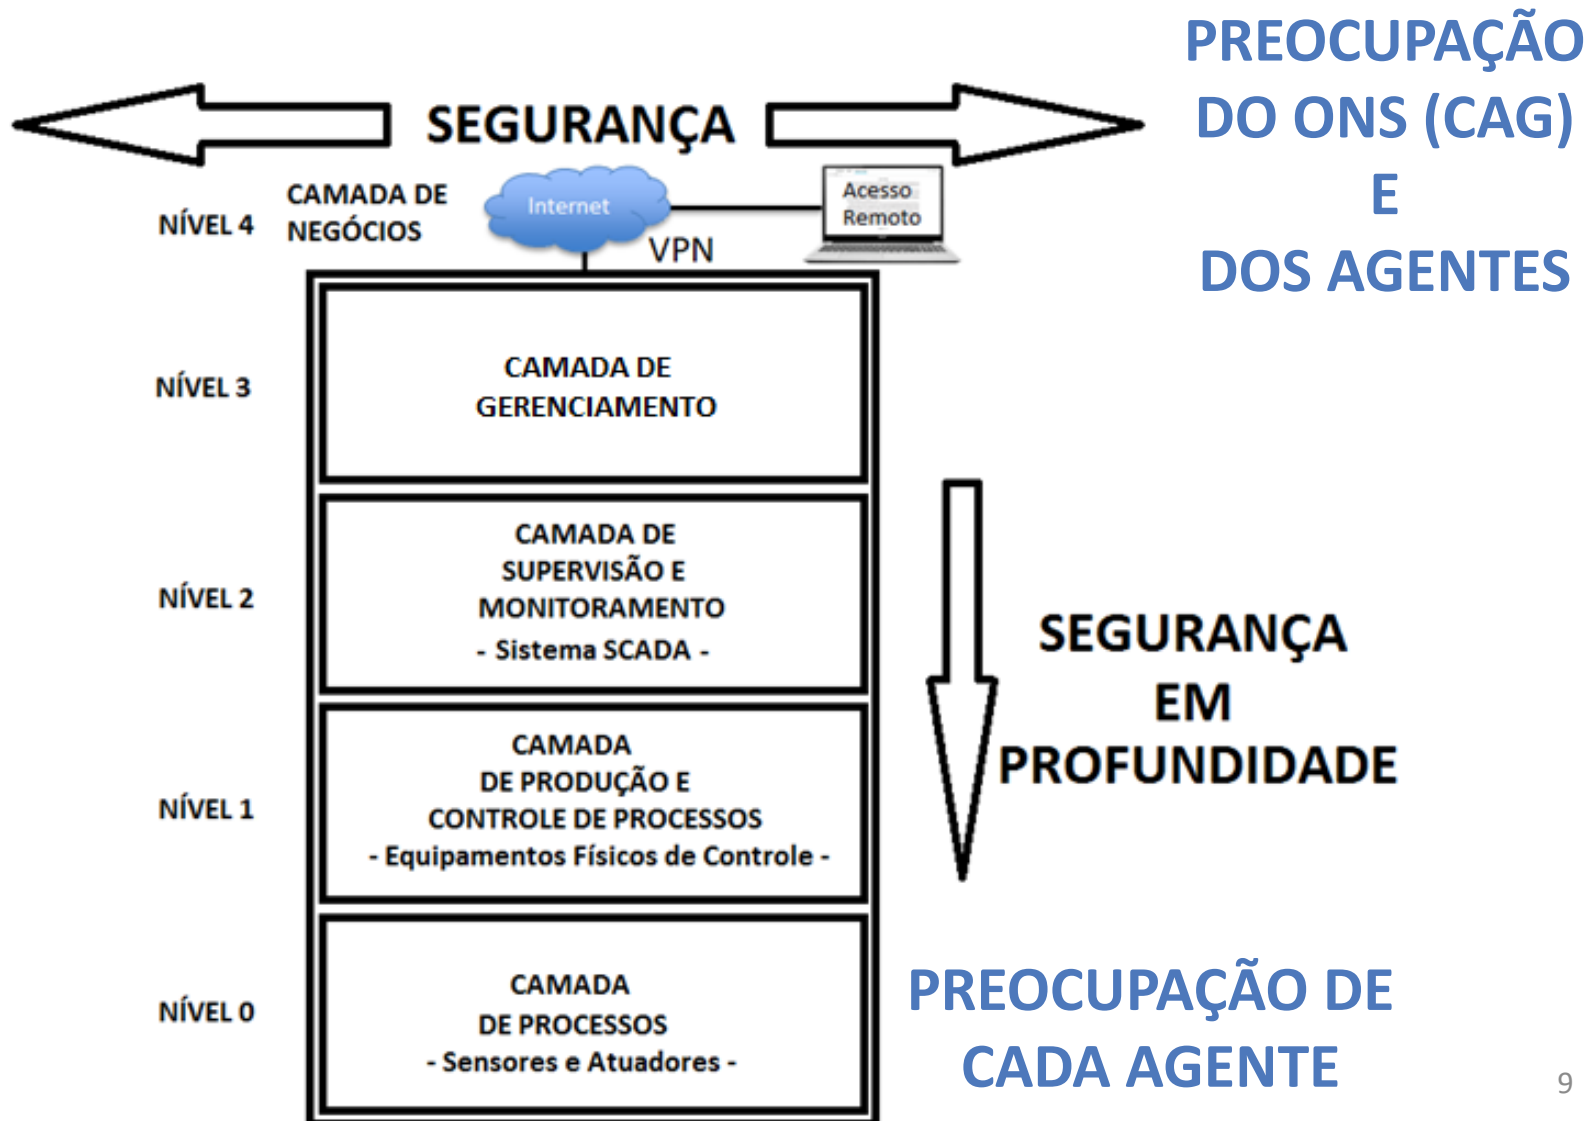 PREOCUPAÇÃO
DO ONS (CAG)
E
DOS AGENTES
SEGURANÇA
NÍVEL 4
CAMADA DE
NEGÓCIOS
Internet
VPN
Acesso
Remoto
NÍVEL 3
CAMADA DE
GERENCIAMENTO
NÍVEL 2
CAMADA DE
SUPERVISÃO E
MONITORAMENTO
- Sistema SCADA -
SEGURANÇA
EM
PROFUNDIDADE
NÍVEL 1
CAMADA
DE PRODUÇÃO E
CONTROLE DE PROCESSOS
- Equipamentos Físicos de Controle -
NÍVEL 0
CAMADA
DE PROCESSOS
- Sensores e Atuadores -
PREOCUPAÇÃO DE
CADA AGENTE
9